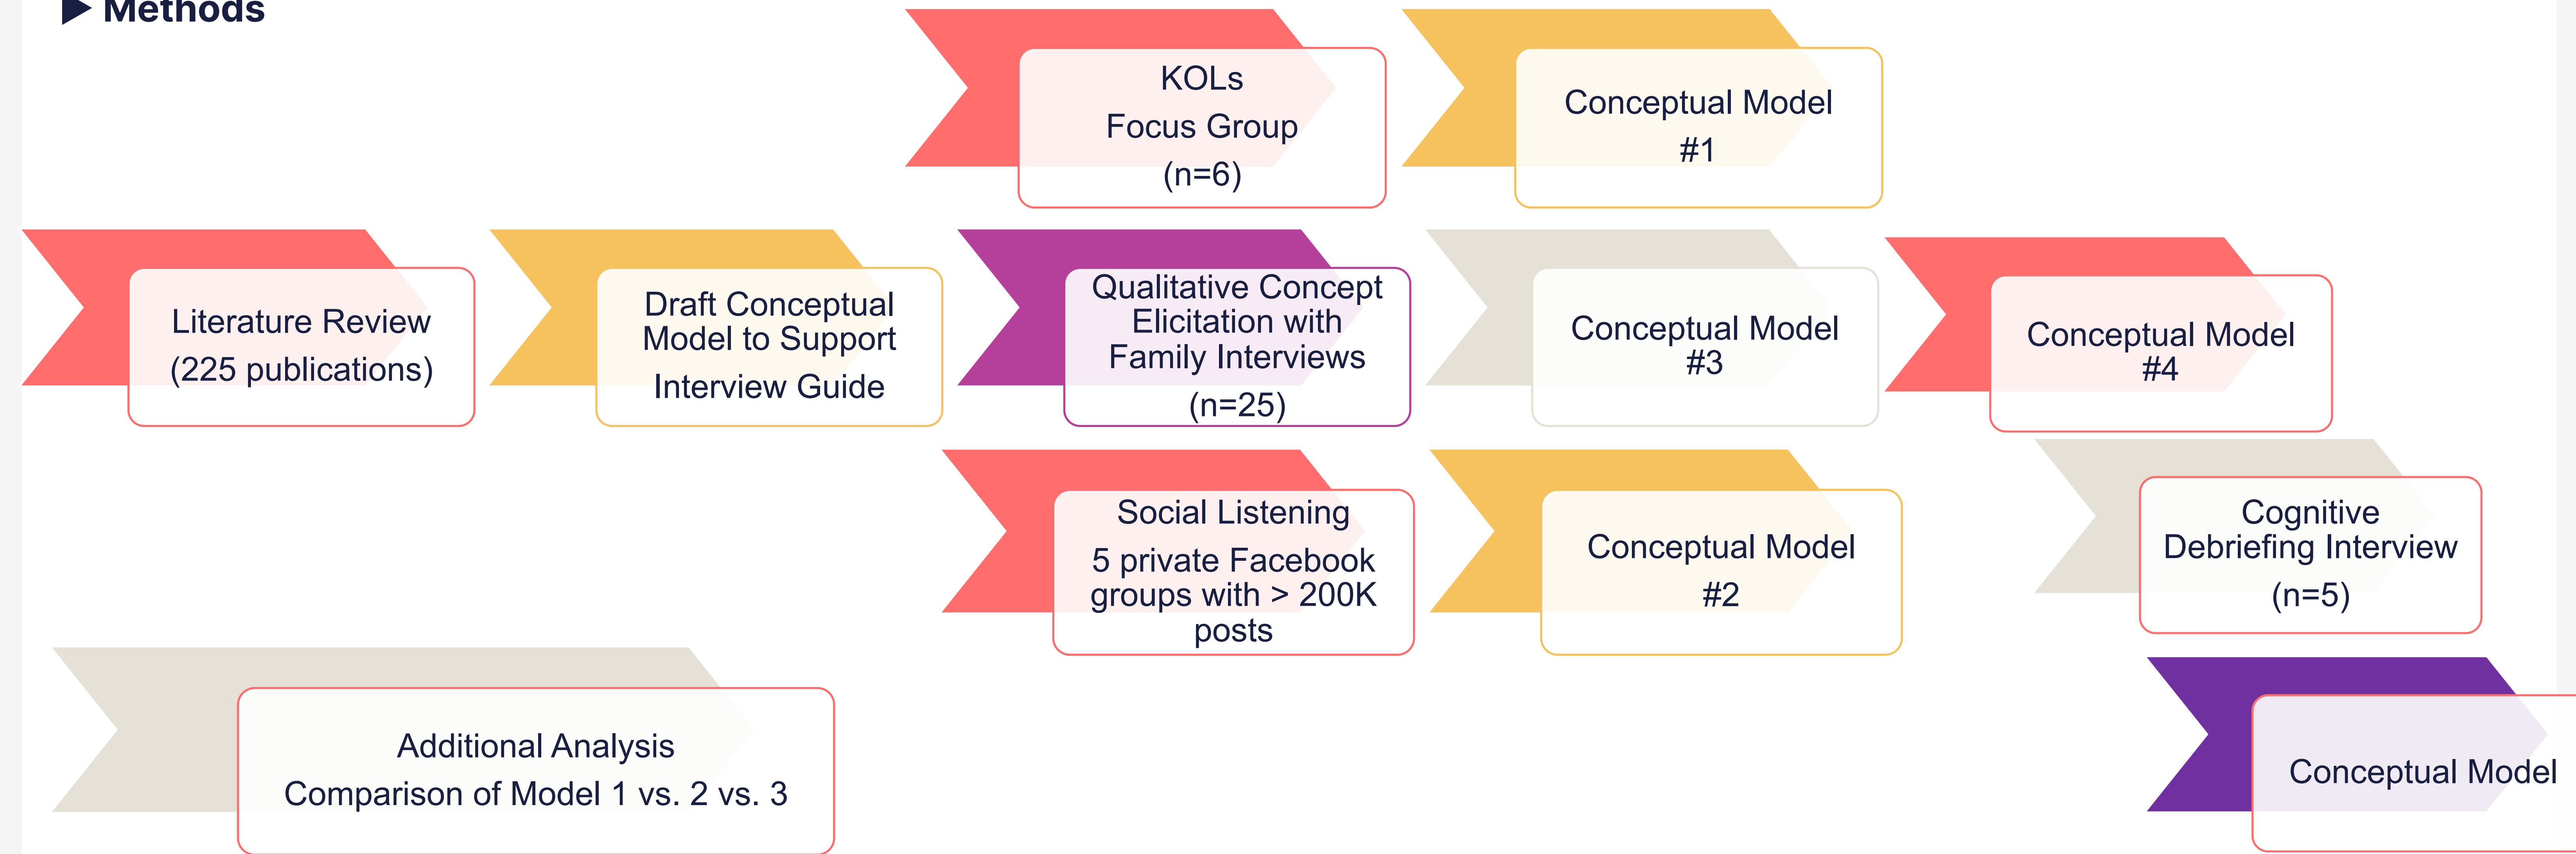 Methods
KOLs
Focus Group
(n=6)
Conceptual Model
#1
Literature Review
(225 publications)
Draft Conceptual
Model to Support
Interview Guide
Qualitative Concept
Elicitation with
Family Interviews
(n=25)
Conceptual Model
#3
Conceptual Model
#4
Social Listening
5 private Facebook
groups with > 200K
posts
Conceptual Model
#2
Cognitive
Debriefing Interview
(n=5)
Additional Analysis
Comparison of Model 1 vs. 2 vs. 3
Conceptual Model